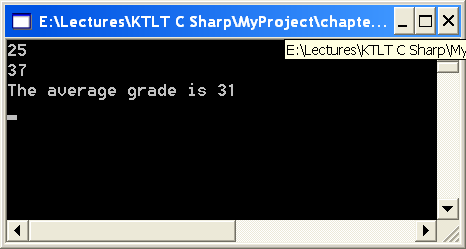 E:\Lectures\KTLT C Sharp\MyProject\chapte...
E:\Lectures\KTLT C Sharp\My
25
37
The average grade is 31